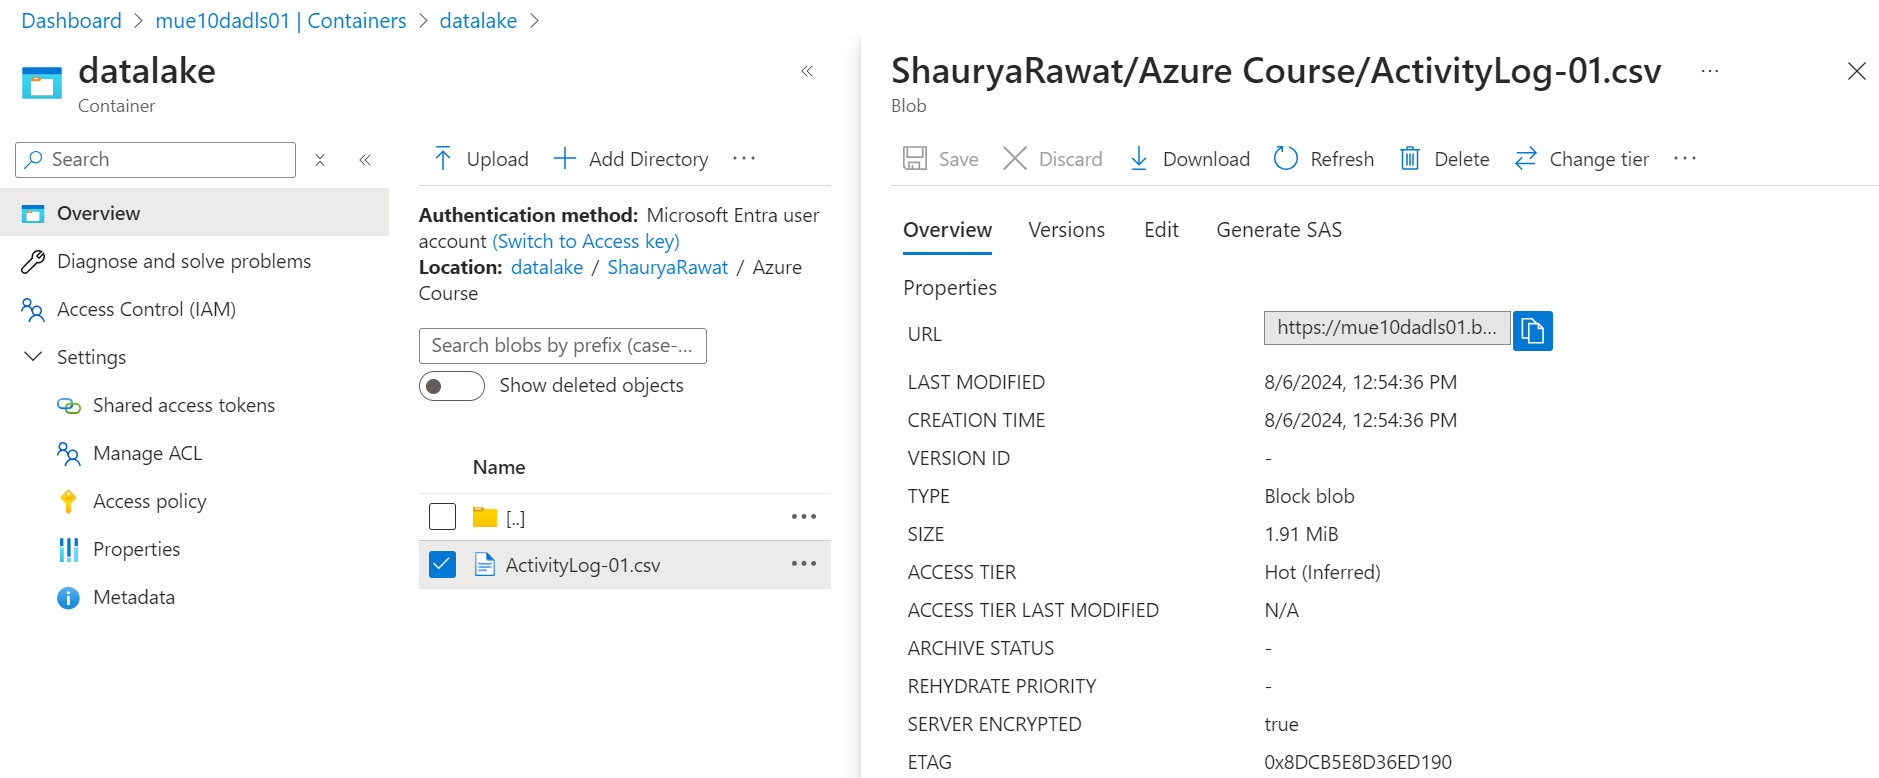 Dashboard > mue10dadls01 | Containers > datalake >
datalake
Container
«
Search
«
Overview
Diagnose and solve problems
Access Control (IAM)
Settings
Shared access tokens
Manage ACL
Access policy
Properties
Metadata
Upload
Add Directory
...
Authentication method: Microsoft Entra user
account (Switch to Access key)
Location: datalake / ShauryaRawat / Azure
Course
Search blobs by prefix (case-...
Show deleted objects
Name
[..]
...
ActivityLog-01.csv
...
ShauryaRawat/Azure Course/ActivityLog-01.csv
...
Blob
Save
Discard
Download
Refresh
Delete
Change tier
...
Overview
Versions
Edit
Generate SAS
Properties
URL https://mue10dadls01.b...
LAST MODIFIED 8/6/2024, 12:54:36 PM
CREATION TIME 8/6/2024, 12:54:36 PM
VERSION ID -
TYPE Block blob
SIZE 1.91 MiB
ACCESS TIER Hot (Inferred)
ACCESS TIER LAST MODIFIED N/A
ARCHIVE STATUS -
REHYDRATE PRIORITY -
SERVER ENCRYPTED true
ETAG 0x8DCB5E8D36ED190